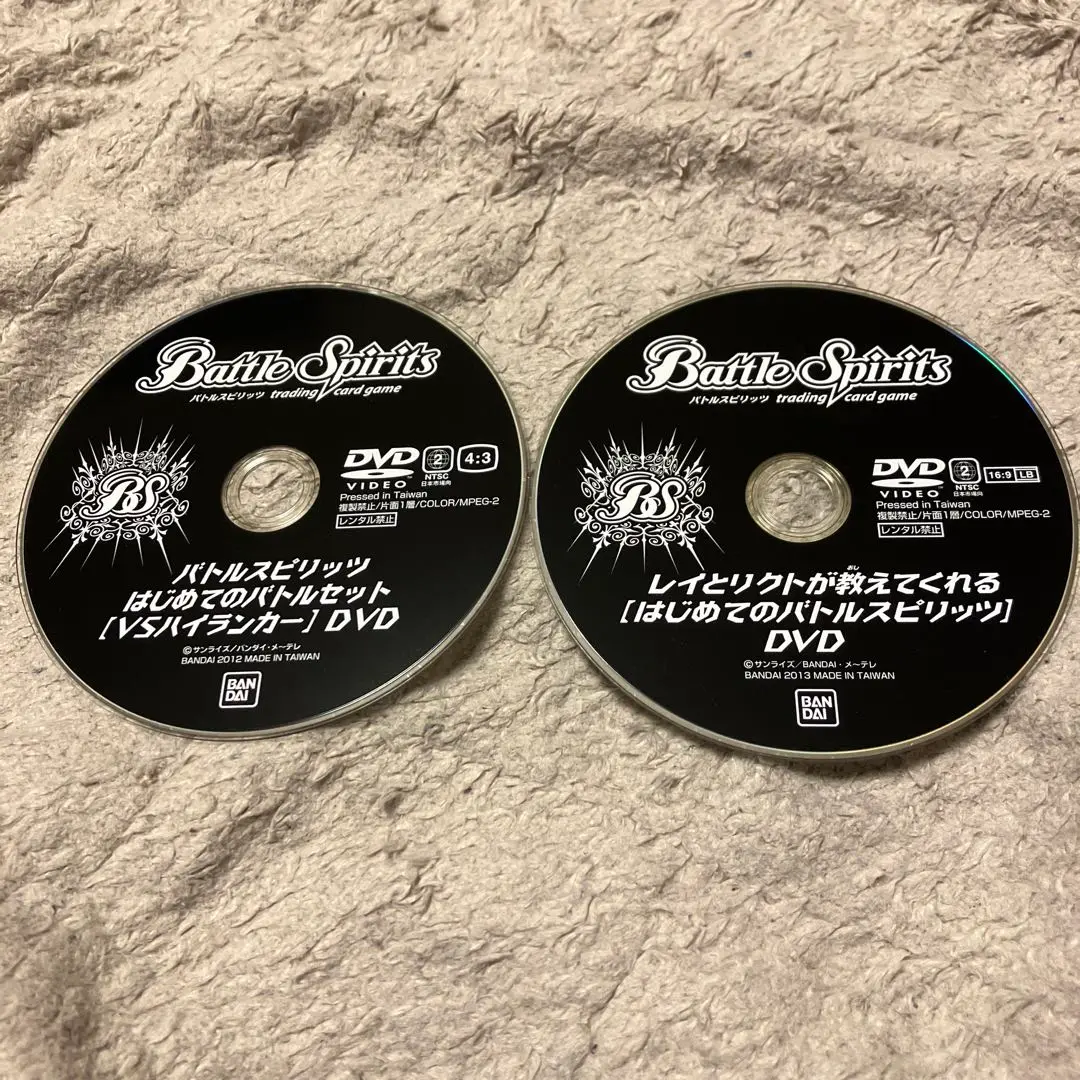 Battle Spirits
バトルスピリッツ trading card game
BS
DVD
VIDEO
2
NTSC
日本市場向
4:3
Pressed in Taiwan
複製禁止/片面1層/COLOR/MPEG-2
レンタル禁止
バトルスピリッツ
はじめてのバトルセット
[VSハイランカー] DVD
©サンライズ/バンダイ・メ〜テレ
BANDAI 2012 MADE IN TAIWAN
BAN
DAI
Battle Spirits
バトルスピリッツ trading card game
BS
DVD
VIDEO
2
NTSC
日本市場向
16:9 LB
Pressed in Taiwan
複製禁止/片面1層/COLOR/MPEG-2
レンタル禁止
おし
レイとリクトが教えてくれる
[はじめてのバトルスピリッツ]
DVD
©サンライズ/BANDAI・メ〜テレ
BANDAI 2013 MADE IN TAIWAN
BAN
DAI